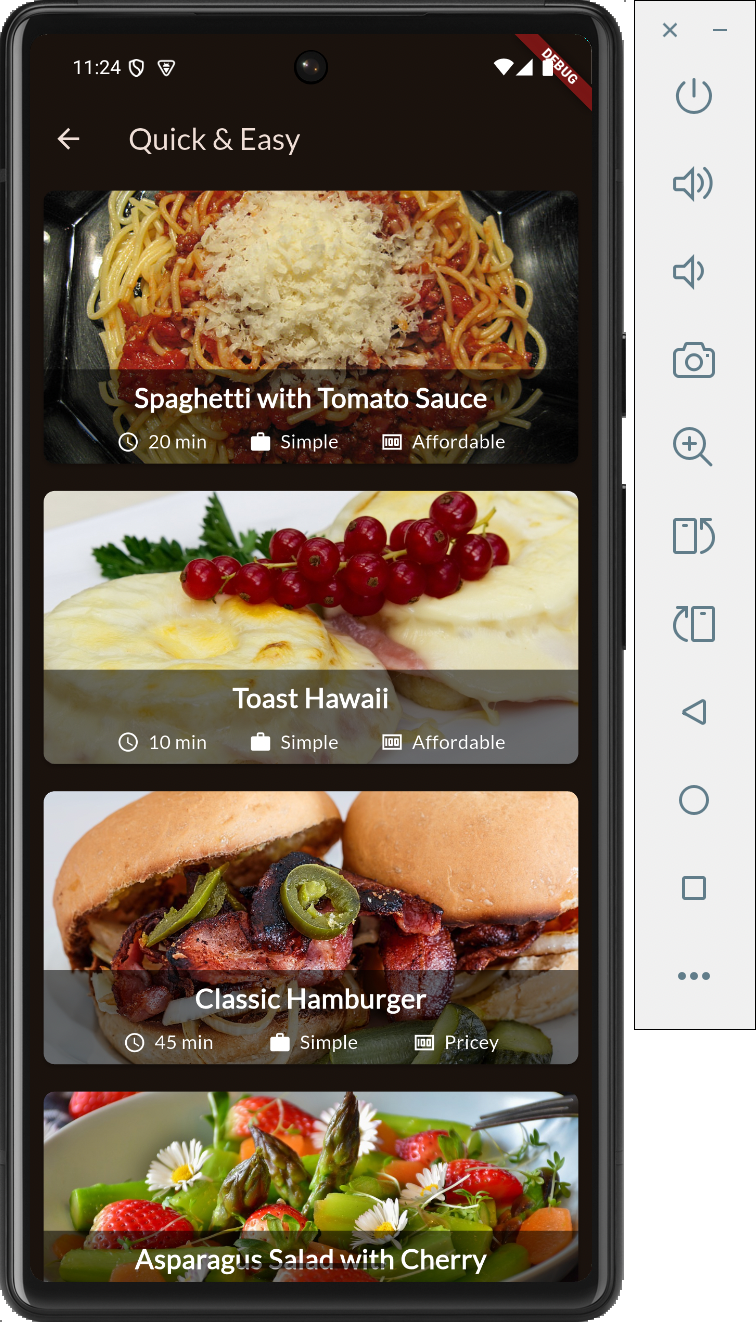 11:24
DEBUG
Quick & Easy
Spaghetti with Tomato Sauce
20 min Simple Affordable
Toast Hawaii
10 min Simple Affordable
Classic Hamburger
45 min Simple Pricey
Asparagus Salad with Cherry